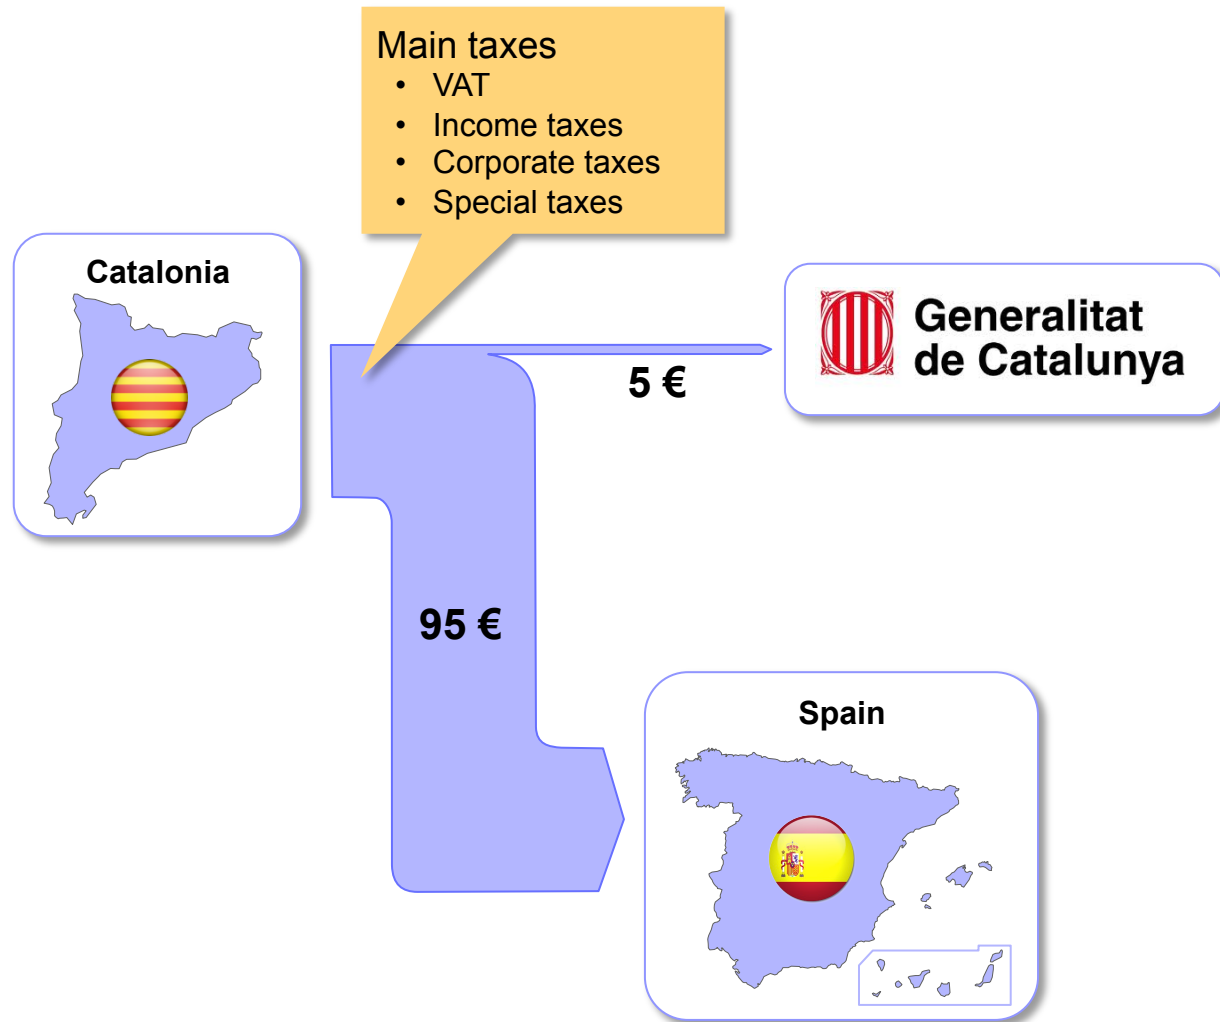 Main taxes
• VAT
• Income taxes
• Corporate taxes
• Special taxes
Catalonia
Generalitat
de Catalunya
5 €
95 €
Spain